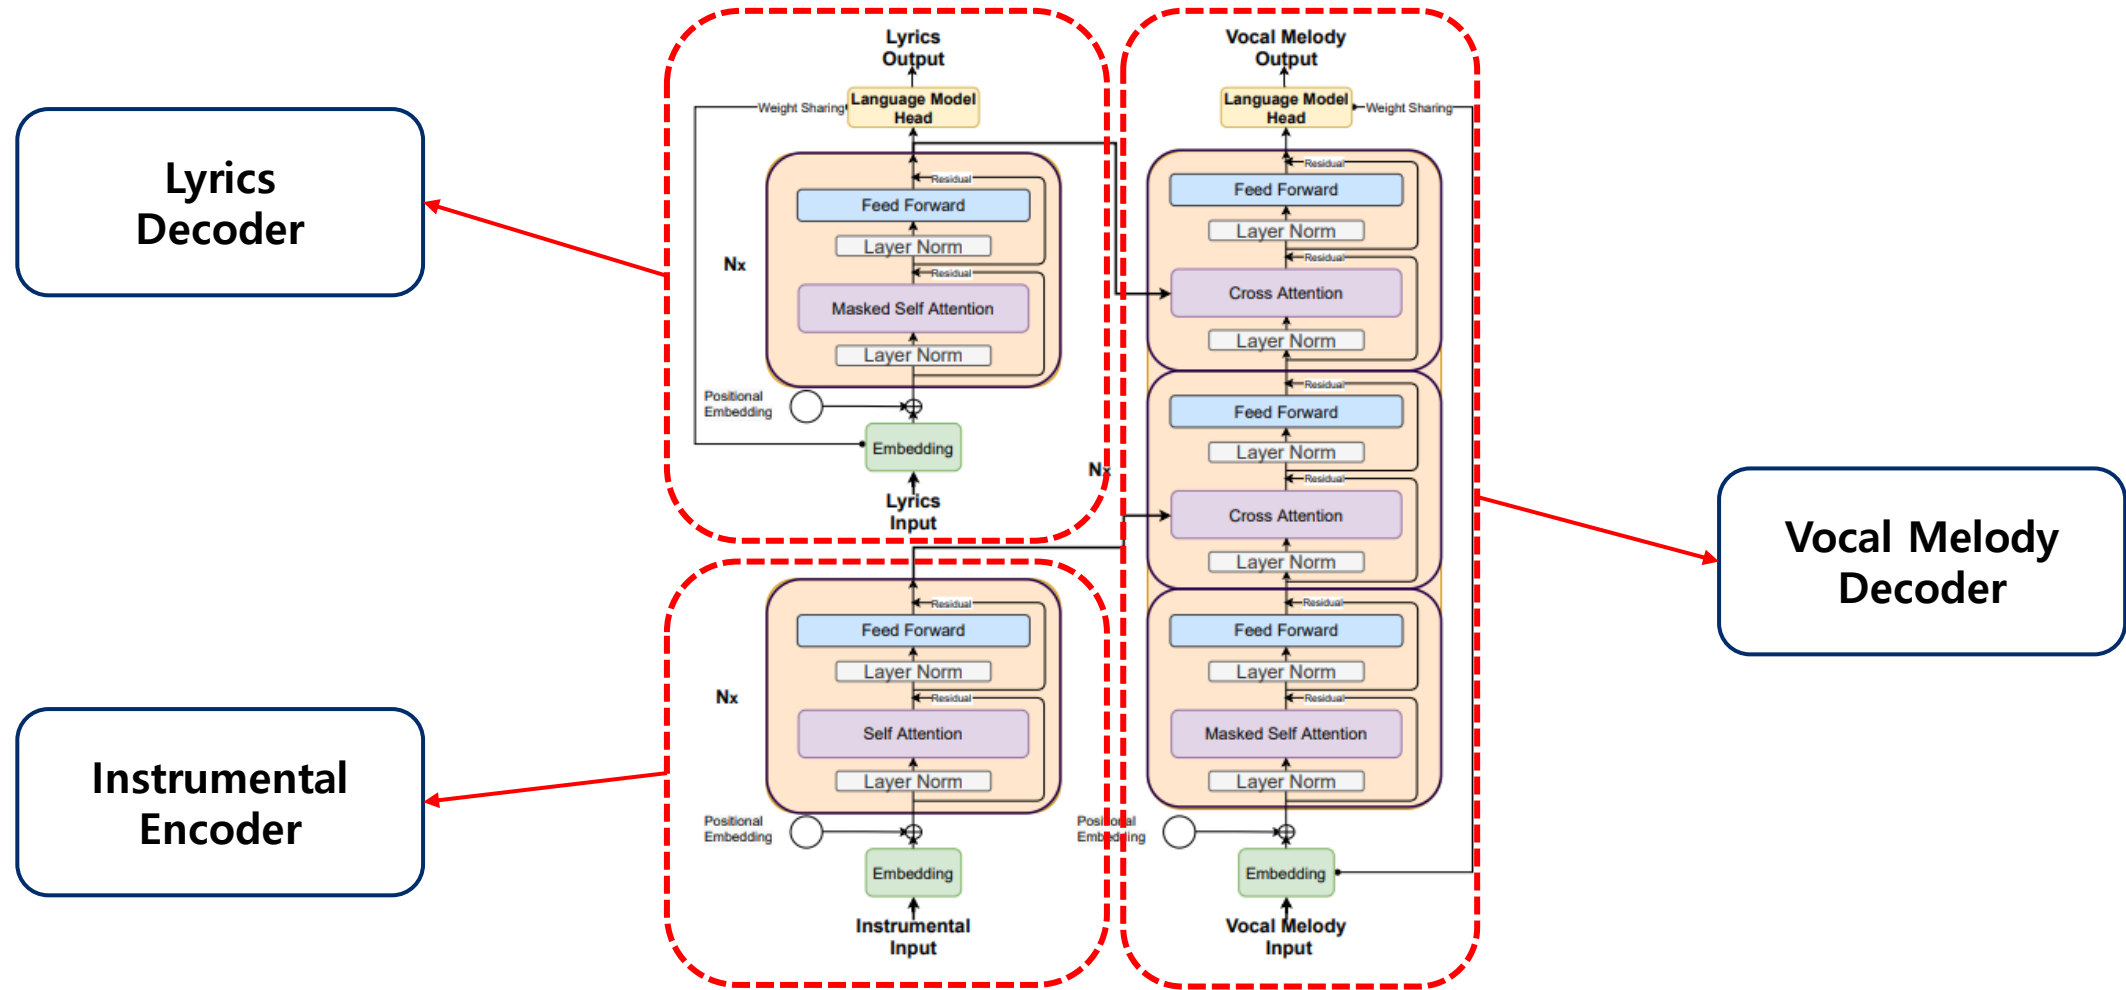 Lyrics
Decoder
Instrumental
Encoder
Lyrics
Output
Weight Sharing
Language Model
Head
Residual
Feed Forward
Layer Norm
Nx
Residual
Masked Self Attention
Layer Norm
Positional
Embedding
Embedding
Lyrics
Input
Residual
Feed Forward
Layer Norm
Nx
Residual
Self Attention
Layer Norm
Positional
Embedding
Embedding
Instrumental
Input
Vocal Melody
Output
Language Model
Head
Weight Sharing
Residual
Feed Forward
Layer Norm
Residual
Cross Attention
Layer Norm
Residual
Feed Forward
Layer Norm
Nx
Residual
Cross Attention
Layer Norm
Residual
Feed Forward
Layer Norm
Residual
Masked Self Attention
Layer Norm
Positional
Embedding
Embedding
Vocal Melody
Input
Vocal Melody
Decoder